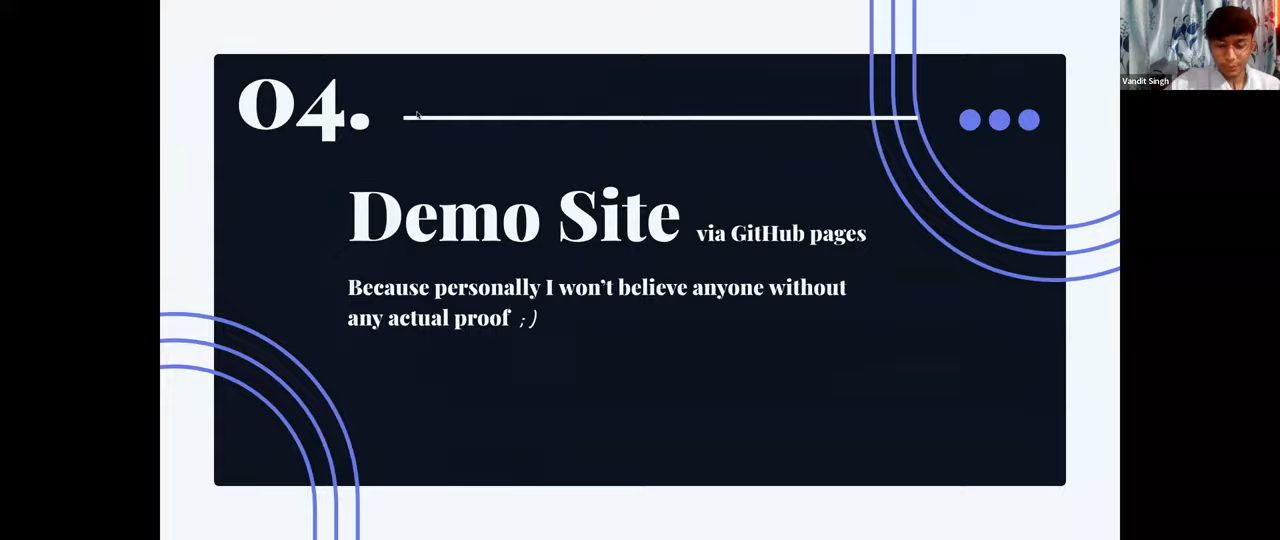 04.
Demo Site via GitHub pages
Because personally I won't believe anyone without
any actual proof ;)
Vandit Singh